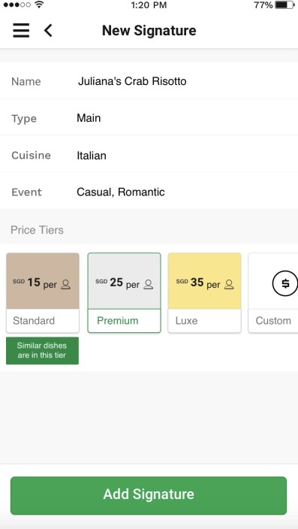 1:20 PM
77%
New Signature
Name Juliana's Crab Risotto
Type Main
Cuisine Italian
Event Casual, Romantic
Price Tiers
SGD 15 per
SGD 25 per
SGD 35 per
$
Standard
Premium
Luxe
Custom
Similar dishes
are in this tier
Add Signature